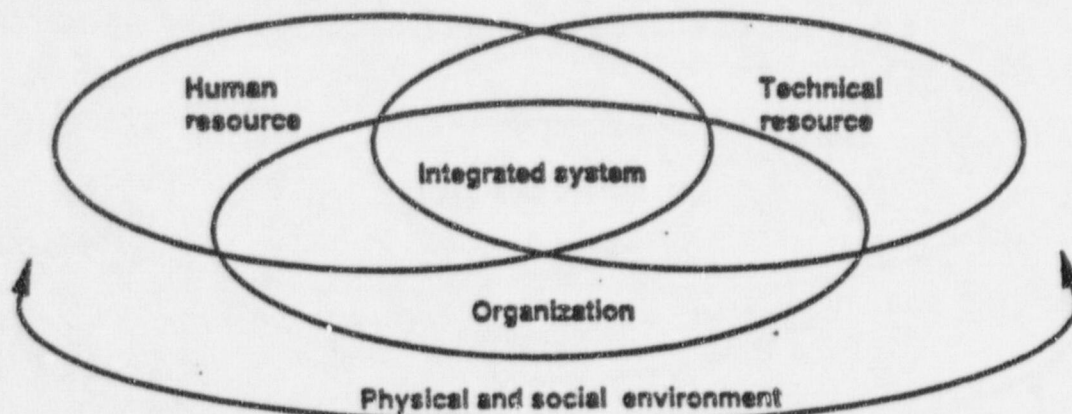 Human
resource
Technical
resource
Integrated system
Organization
Physical and social environment